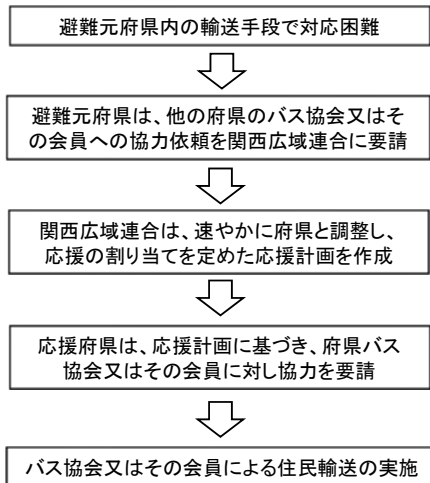 避難元府県内の輸送手段で対応困難
避難元府県は、他の府県のバス協会又はそ
の会員への協力依頼を関西広域連合に要請
関西広域連合は、速やかに府県と調整し、
応援の割り当てを定めた応援計画を作成
応援府県は、応援計画に基づき、府県バス
協会又はその会員に対し協力を要請
バス協会又はその会員による住民輸送の実施